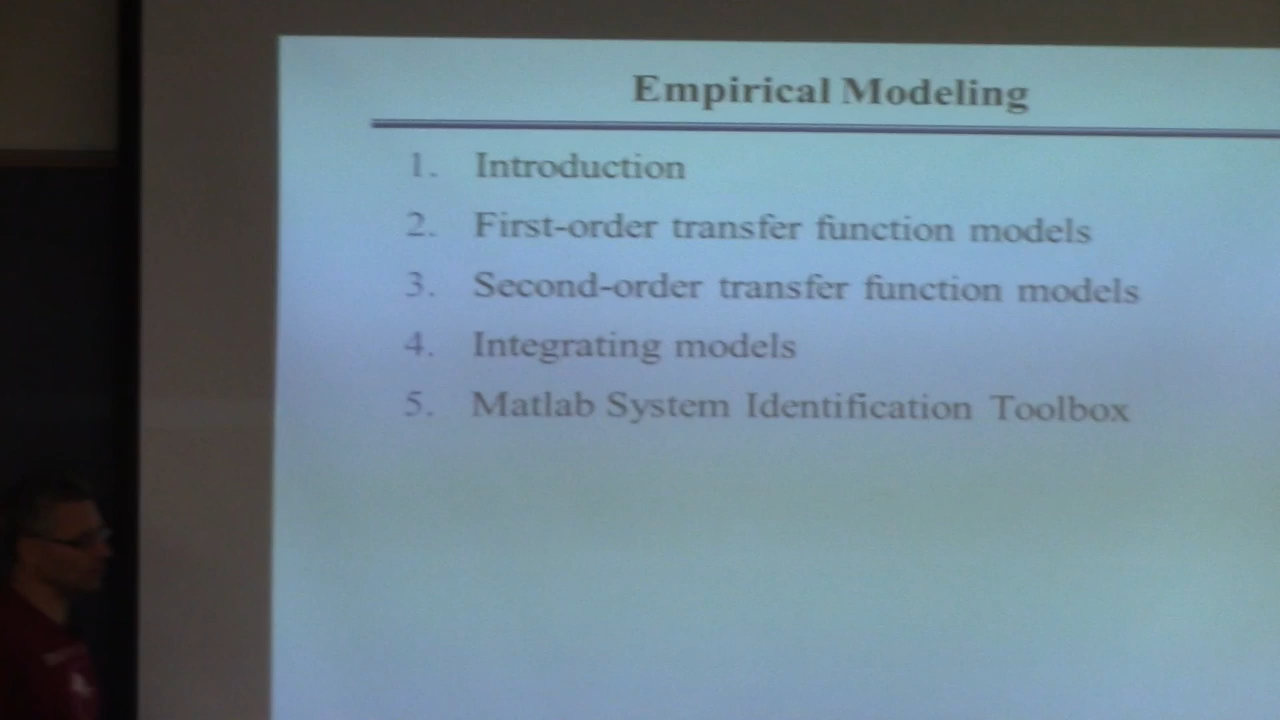 Empirical Modeling
1. Introduction
2. First-order transfer function models
3. Second-order transfer function models
4. Integrating models
5. Matlab System Identification Toolbox